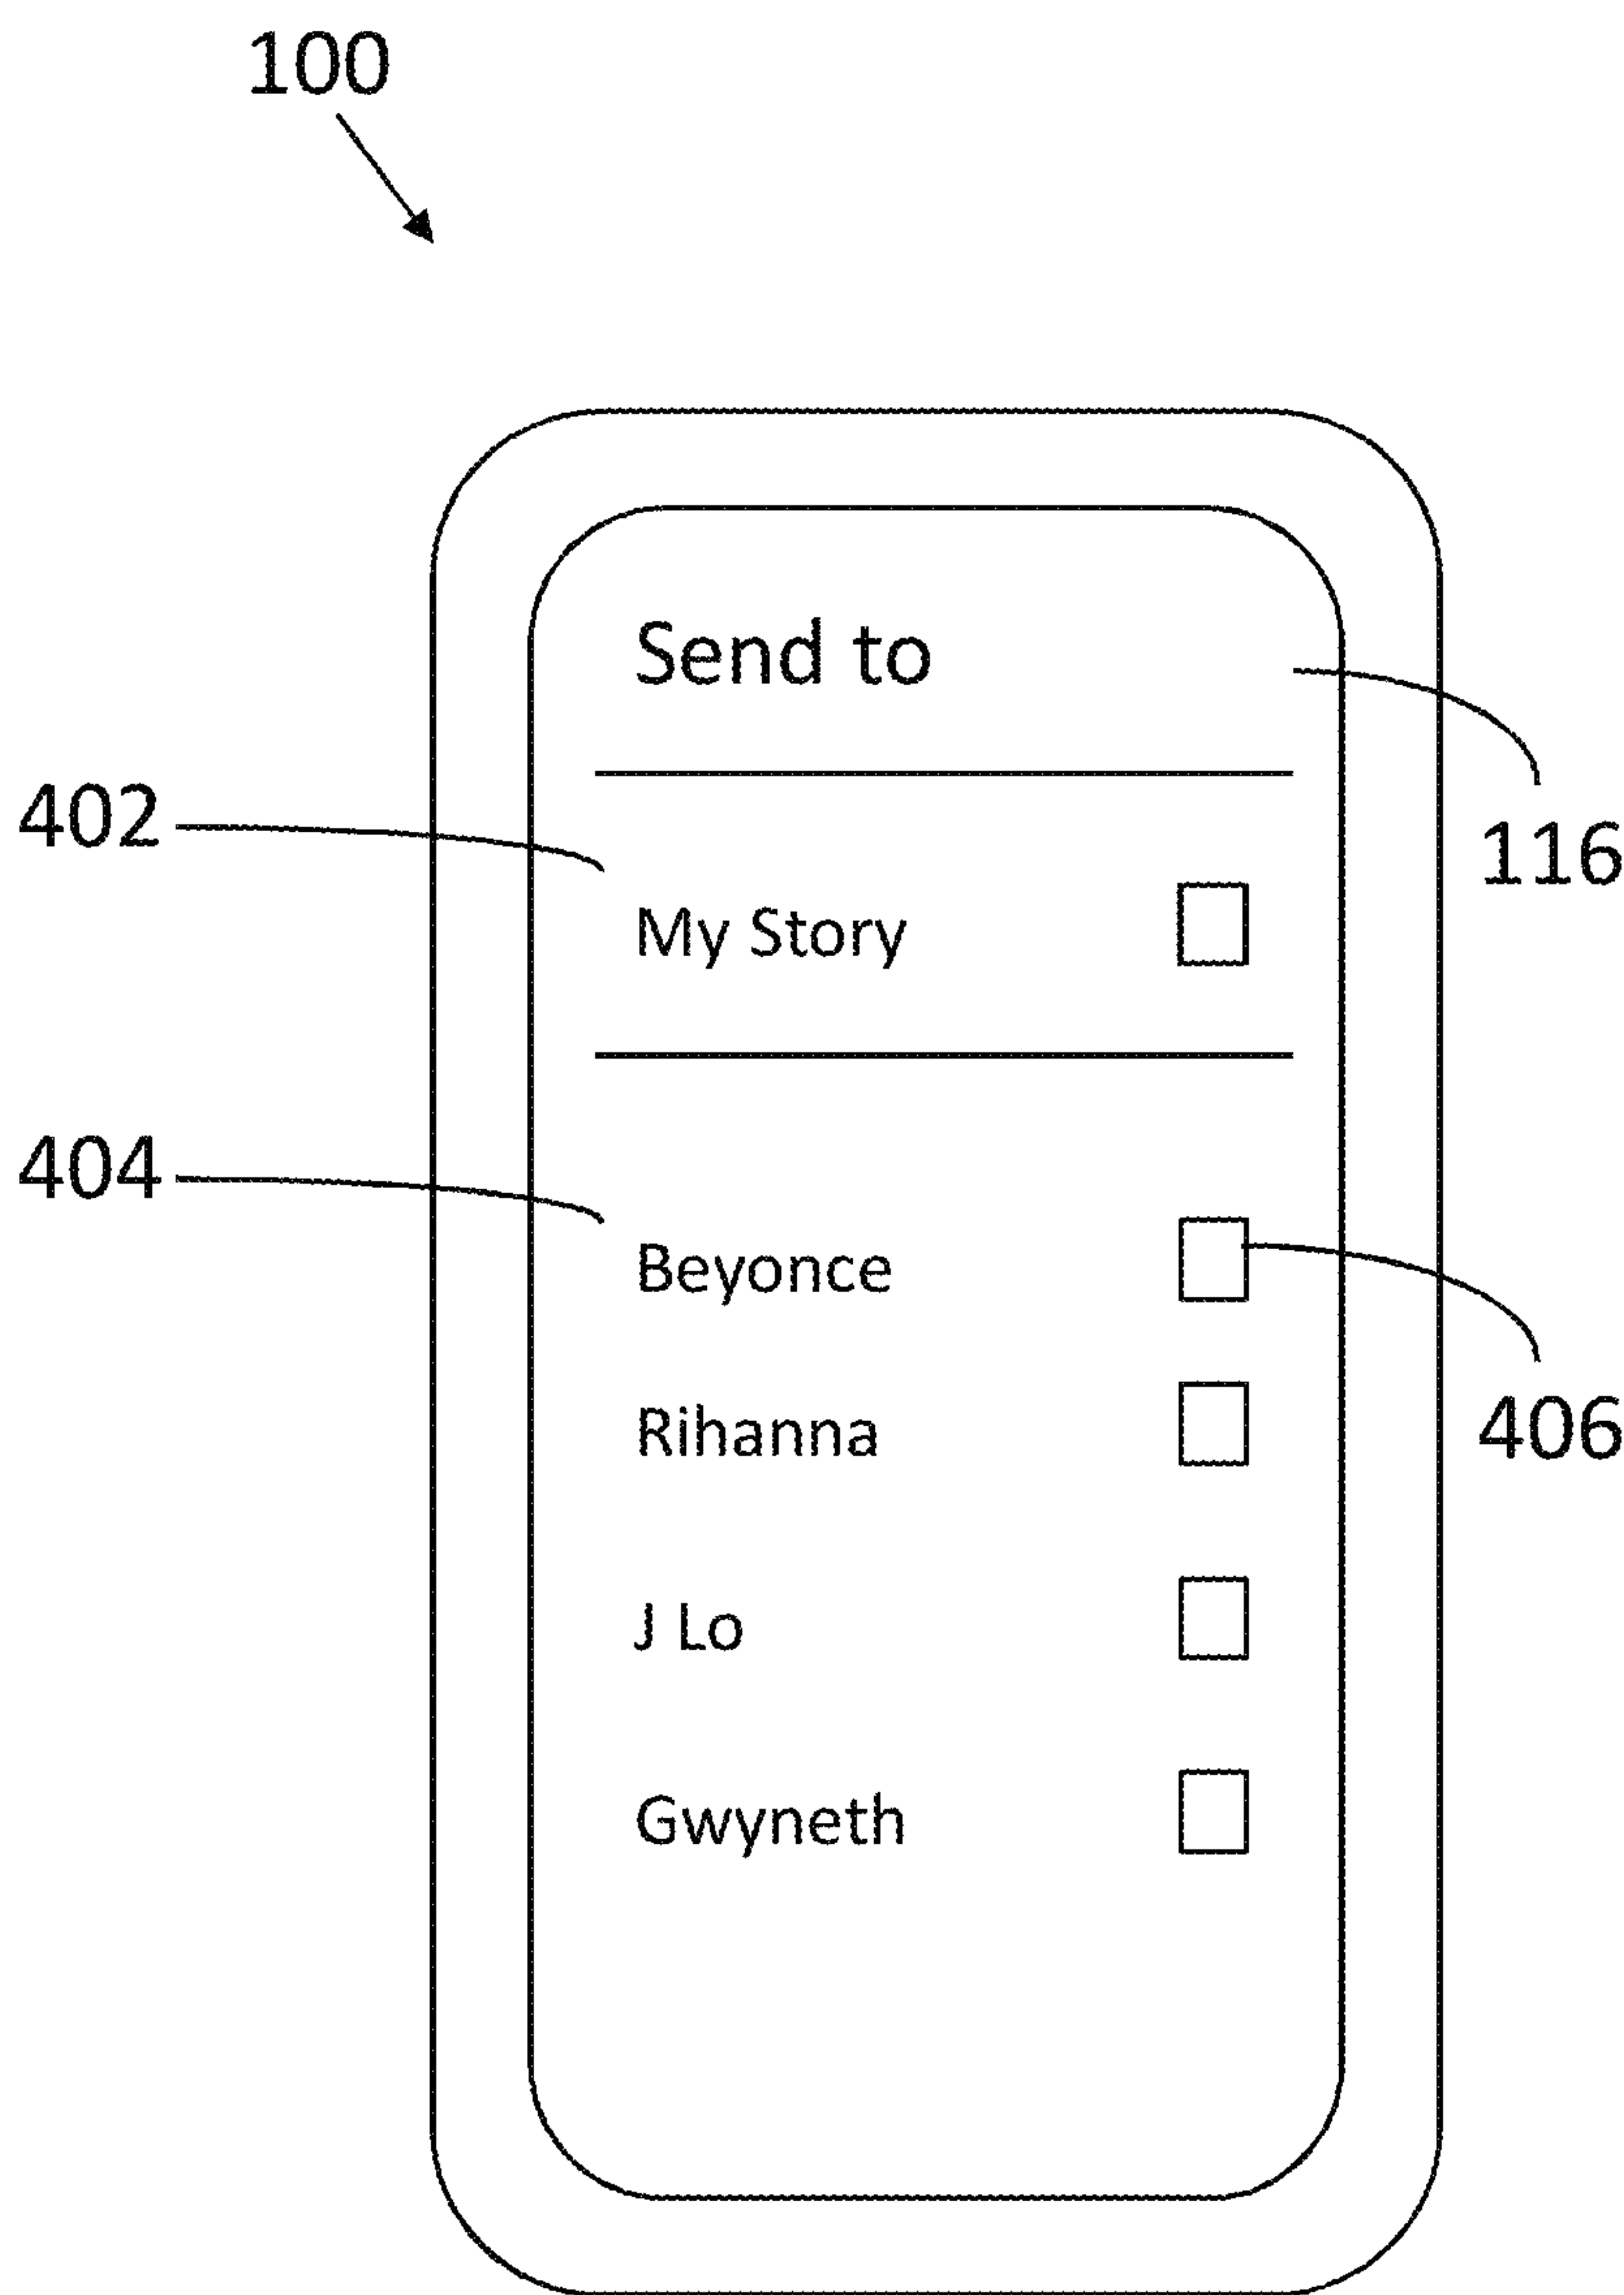 100
Send to
116
402
My Story
404
Beyonce
406
Rihanna
J Lo
Gwyneth